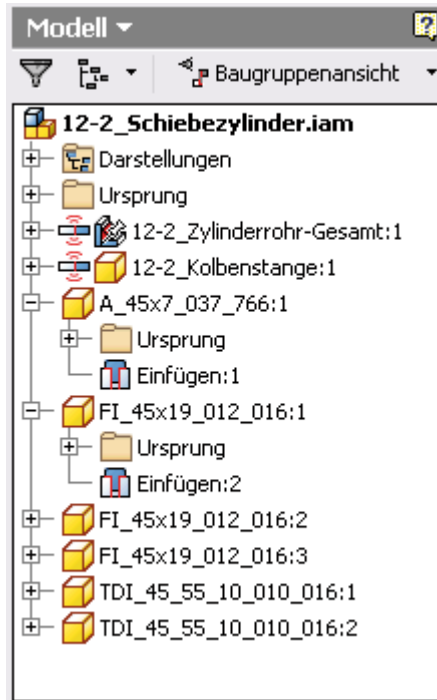 Modell
Baugruppenansicht
12-2_Schiebezylinder.iam
Darstellungen
Ursprung
12-2_Zylinderrohr-Gesamt:1
12-2_Kolbenstange:1
A_45x7_037_766:1
Ursprung
Einfügen:1
FI_45x19_012_016:1
Ursprung
Einfügen:2
FI_45x19_012_016:2
FI_45x19_012_016:3
TDI_45_55_10_010_016:1
TDI_45_55_10_010_016:2